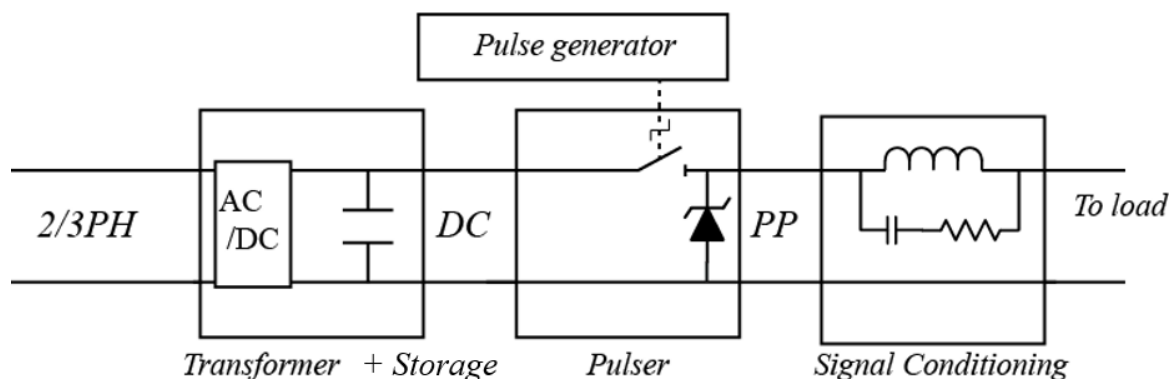 Pulse generator
2/3PH
AC
/DC
DC
PP
To load
Transformer + Storage
Pulser
Signal Conditioning